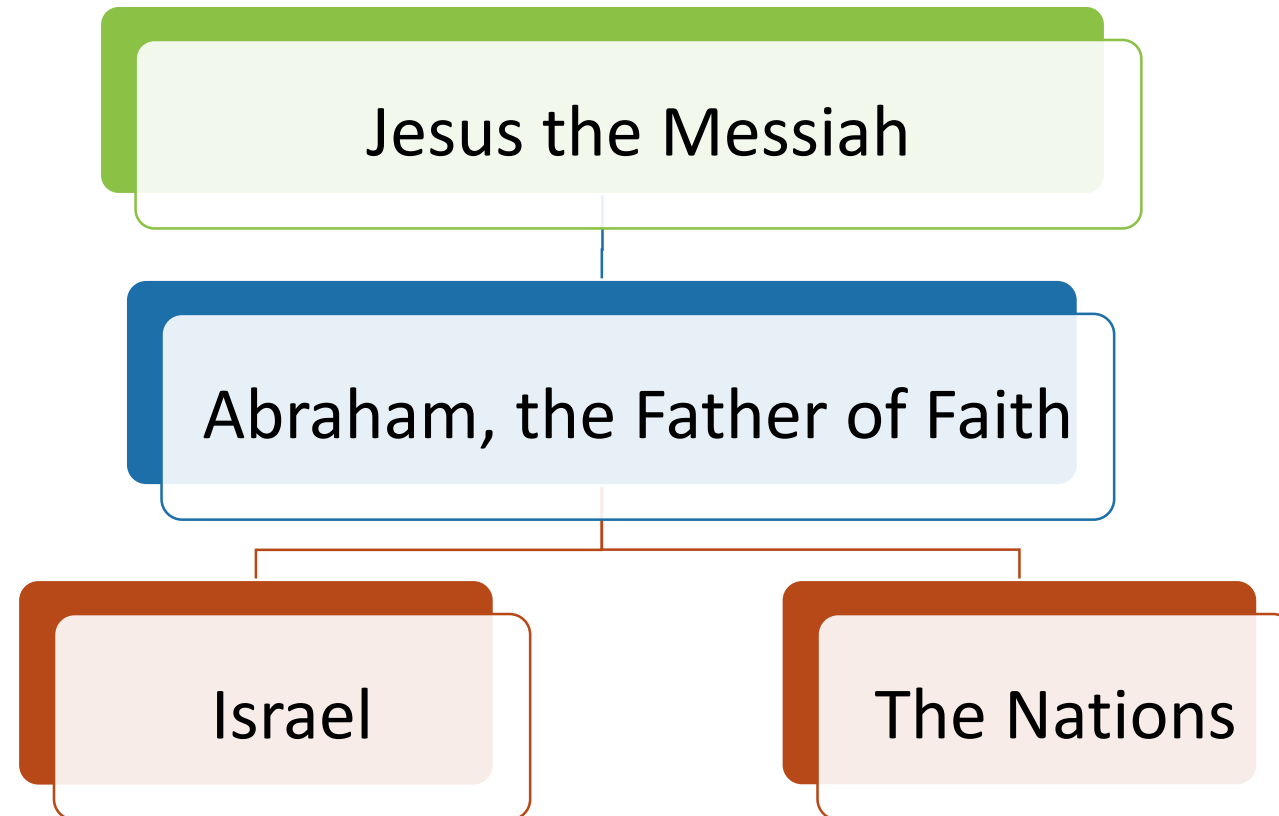 Jesus the Messiah
Abraham, the Father of Faith
Israel
The Nations